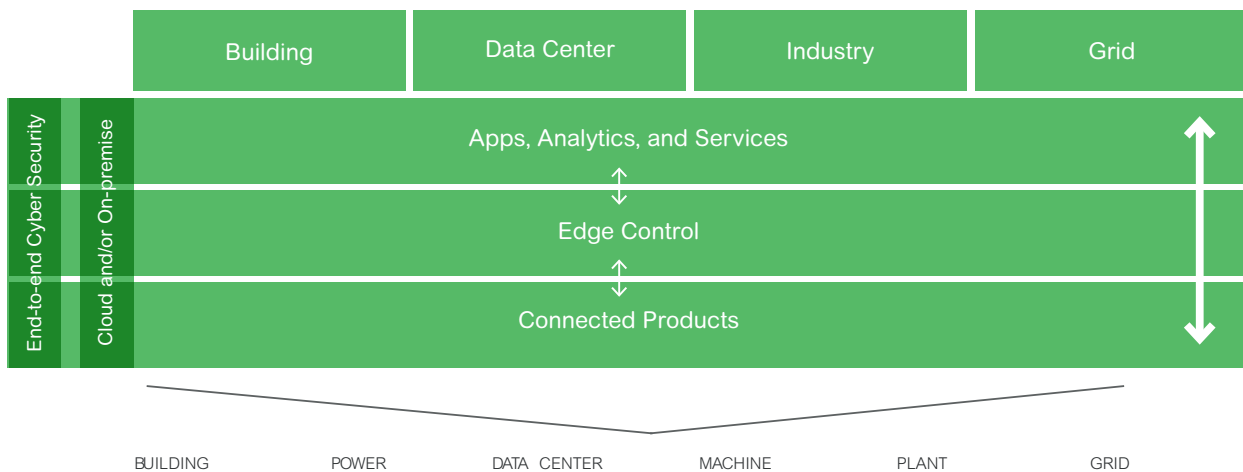 Building
Data Center
Industry
Grid
End-to-end Cyber Security
Cloud and/or On-premise
Apps, Analytics, and Services
Edge Control
Connected Products
BUILDING
POWER
DATA CENTER
MACHINE
PLANT
GRID